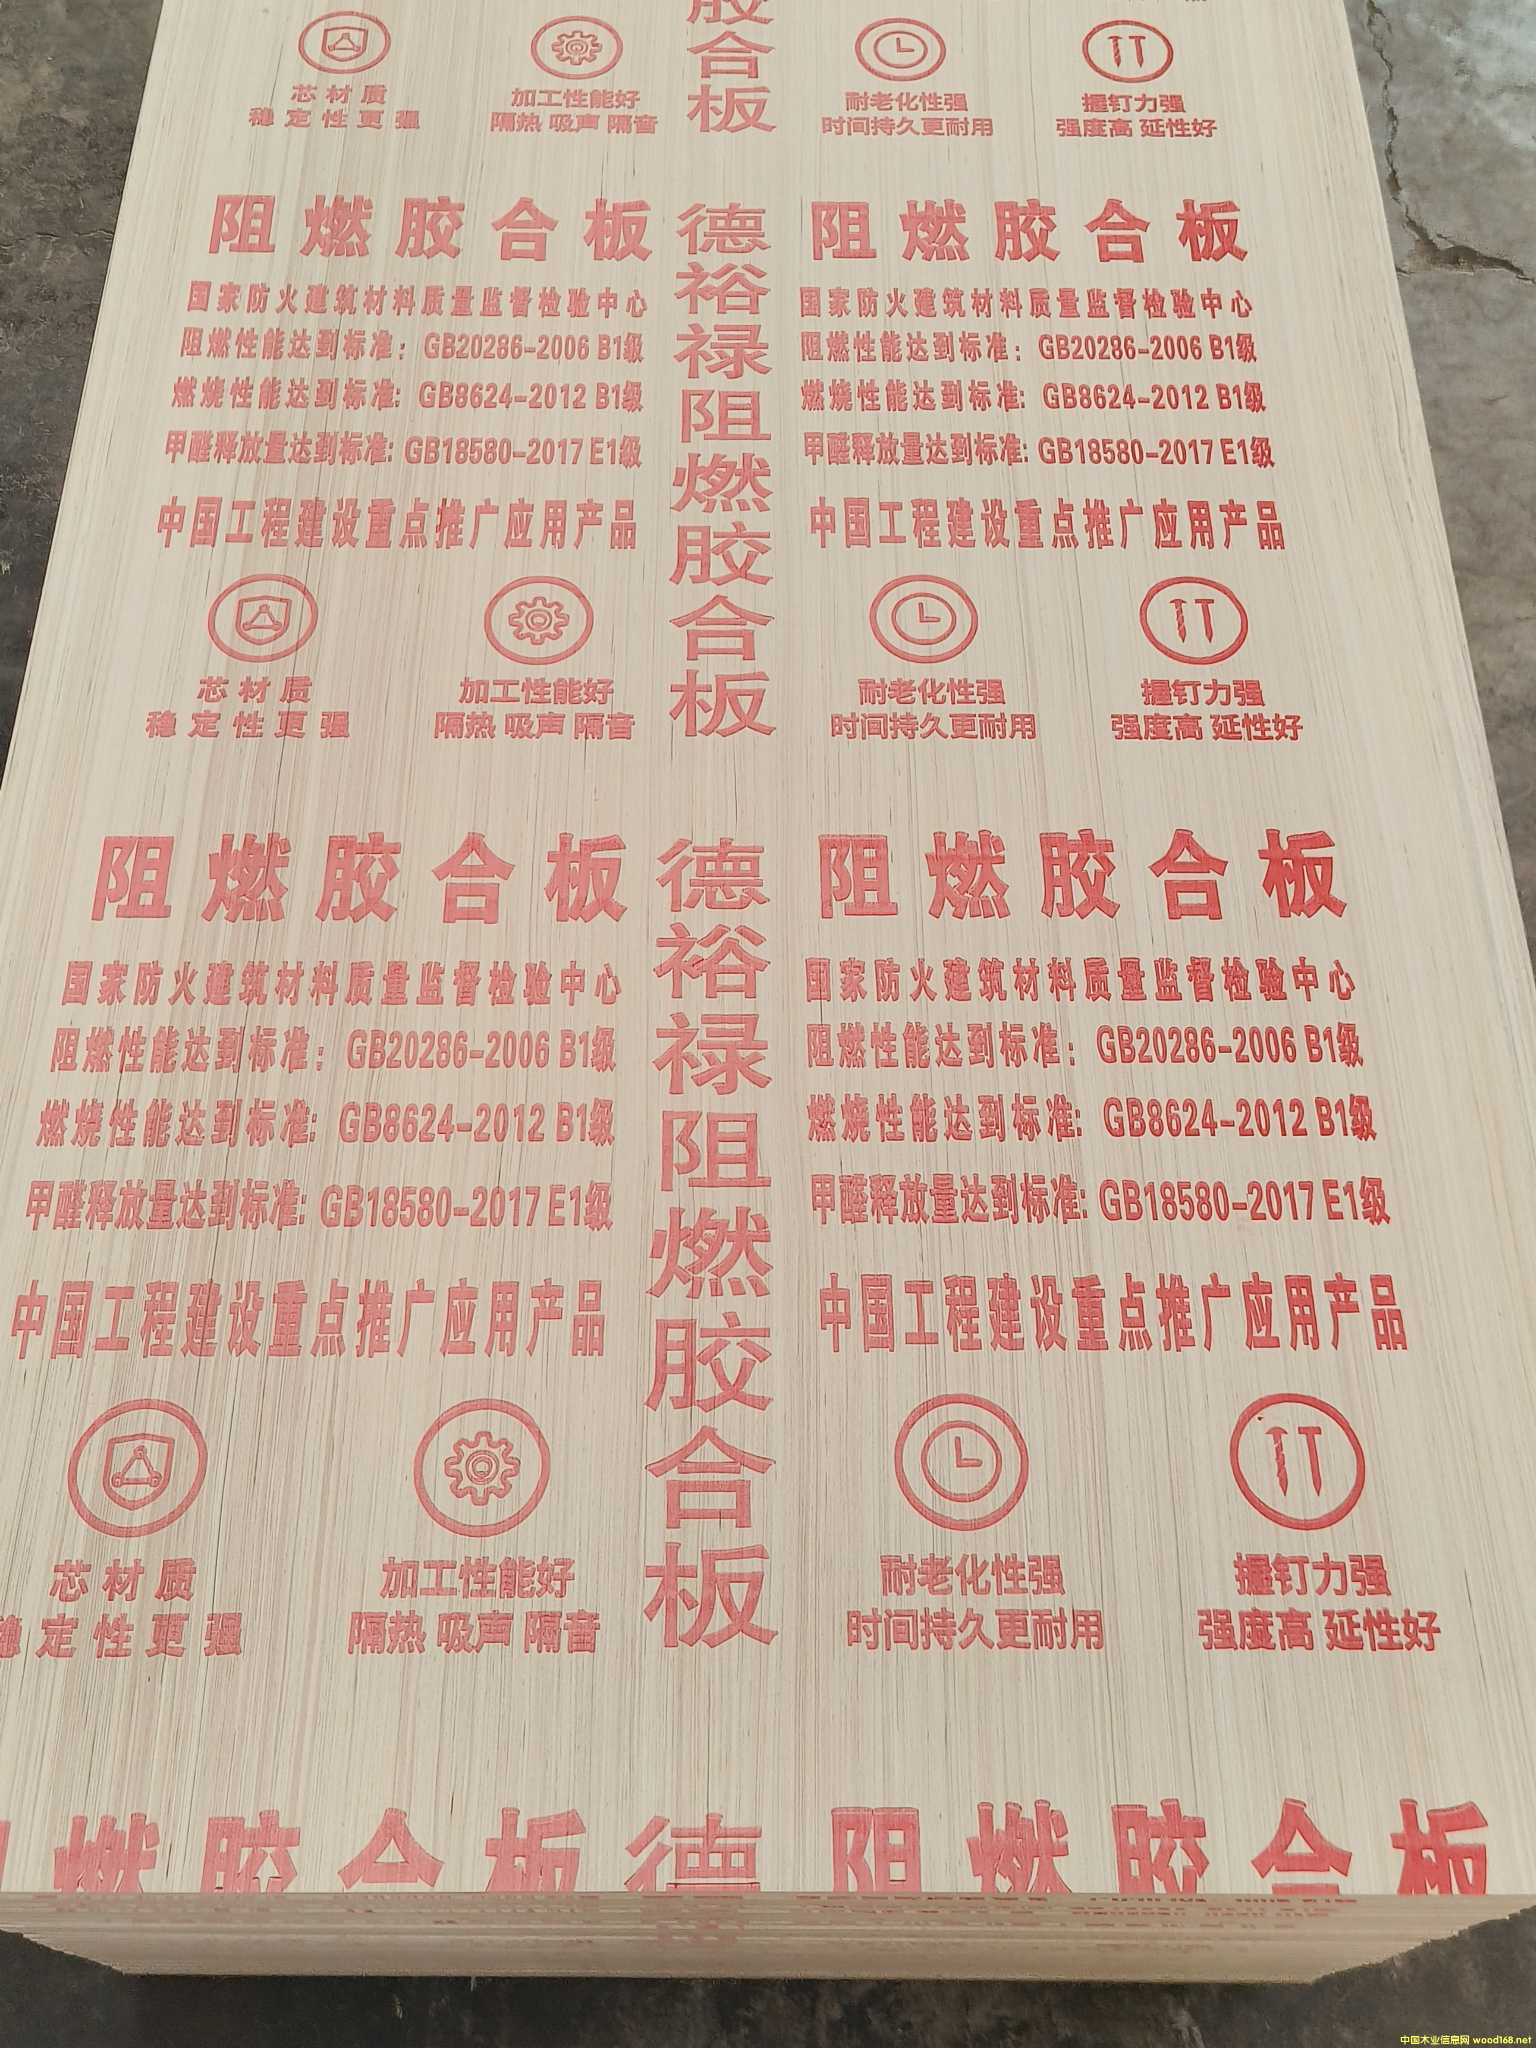 胶合板
芯材质
稳定性更强
加工性能好
隔热 吸声 隔音
耐老化性强
时间持久更耐用
握钉力强
强度高 延性好
阻燃胶合板
国家防火建筑材料质量监督检验中心
阻燃性能达到标准：GB20286-2006 B1级
燃烧性能达到标准：GB8624-2012 B1级
甲醛释放量达到标准：GB18580-2017 E1级
中国工程建设重点推广应用产品
德裕禄阻燃胶合板
阻燃胶合板
国家防火建筑材料质量监督检验中心
阻燃性能达到标准：GB20286-2006 B1级
燃烧性能达到标准：GB8624-2012 B1级
甲醛释放量达到标准：GB18580-2017 E1级
中国工程建设重点推广应用产品
芯材质
稳定性更强
加工性能好
隔热 吸声 隔音
耐老化性强
时间持久更耐用
握钉力强
强度高 延性好
阻燃胶合板
国家防火建筑材料质量监督检验中心
阻燃性能达到标准：GB20286-2006 B1级
燃烧性能达到标准：GB8624-2012 B1级
甲醛释放量达到标准：GB18580-2017 E1级
中国工程建设重点推广应用产品
德裕禄阻燃胶合板
阻燃胶合板
国家防火建筑材料质量监督检验中心
阻燃性能达到标准：GB20286-2006 B1级
燃烧性能达到标准：GB8624-2012 B1级
甲醛释放量达到标准：GB18580-2017 E1级
中国工程建设重点推广应用产品
芯材质
稳定性更强
加工性能好
隔热 吸声 隔音
耐老化性强
时间持久更耐用
握钉力强
强度高 延性好
阻燃胶合板
德
阻燃胶合板
中国木业信息网 wood168.net